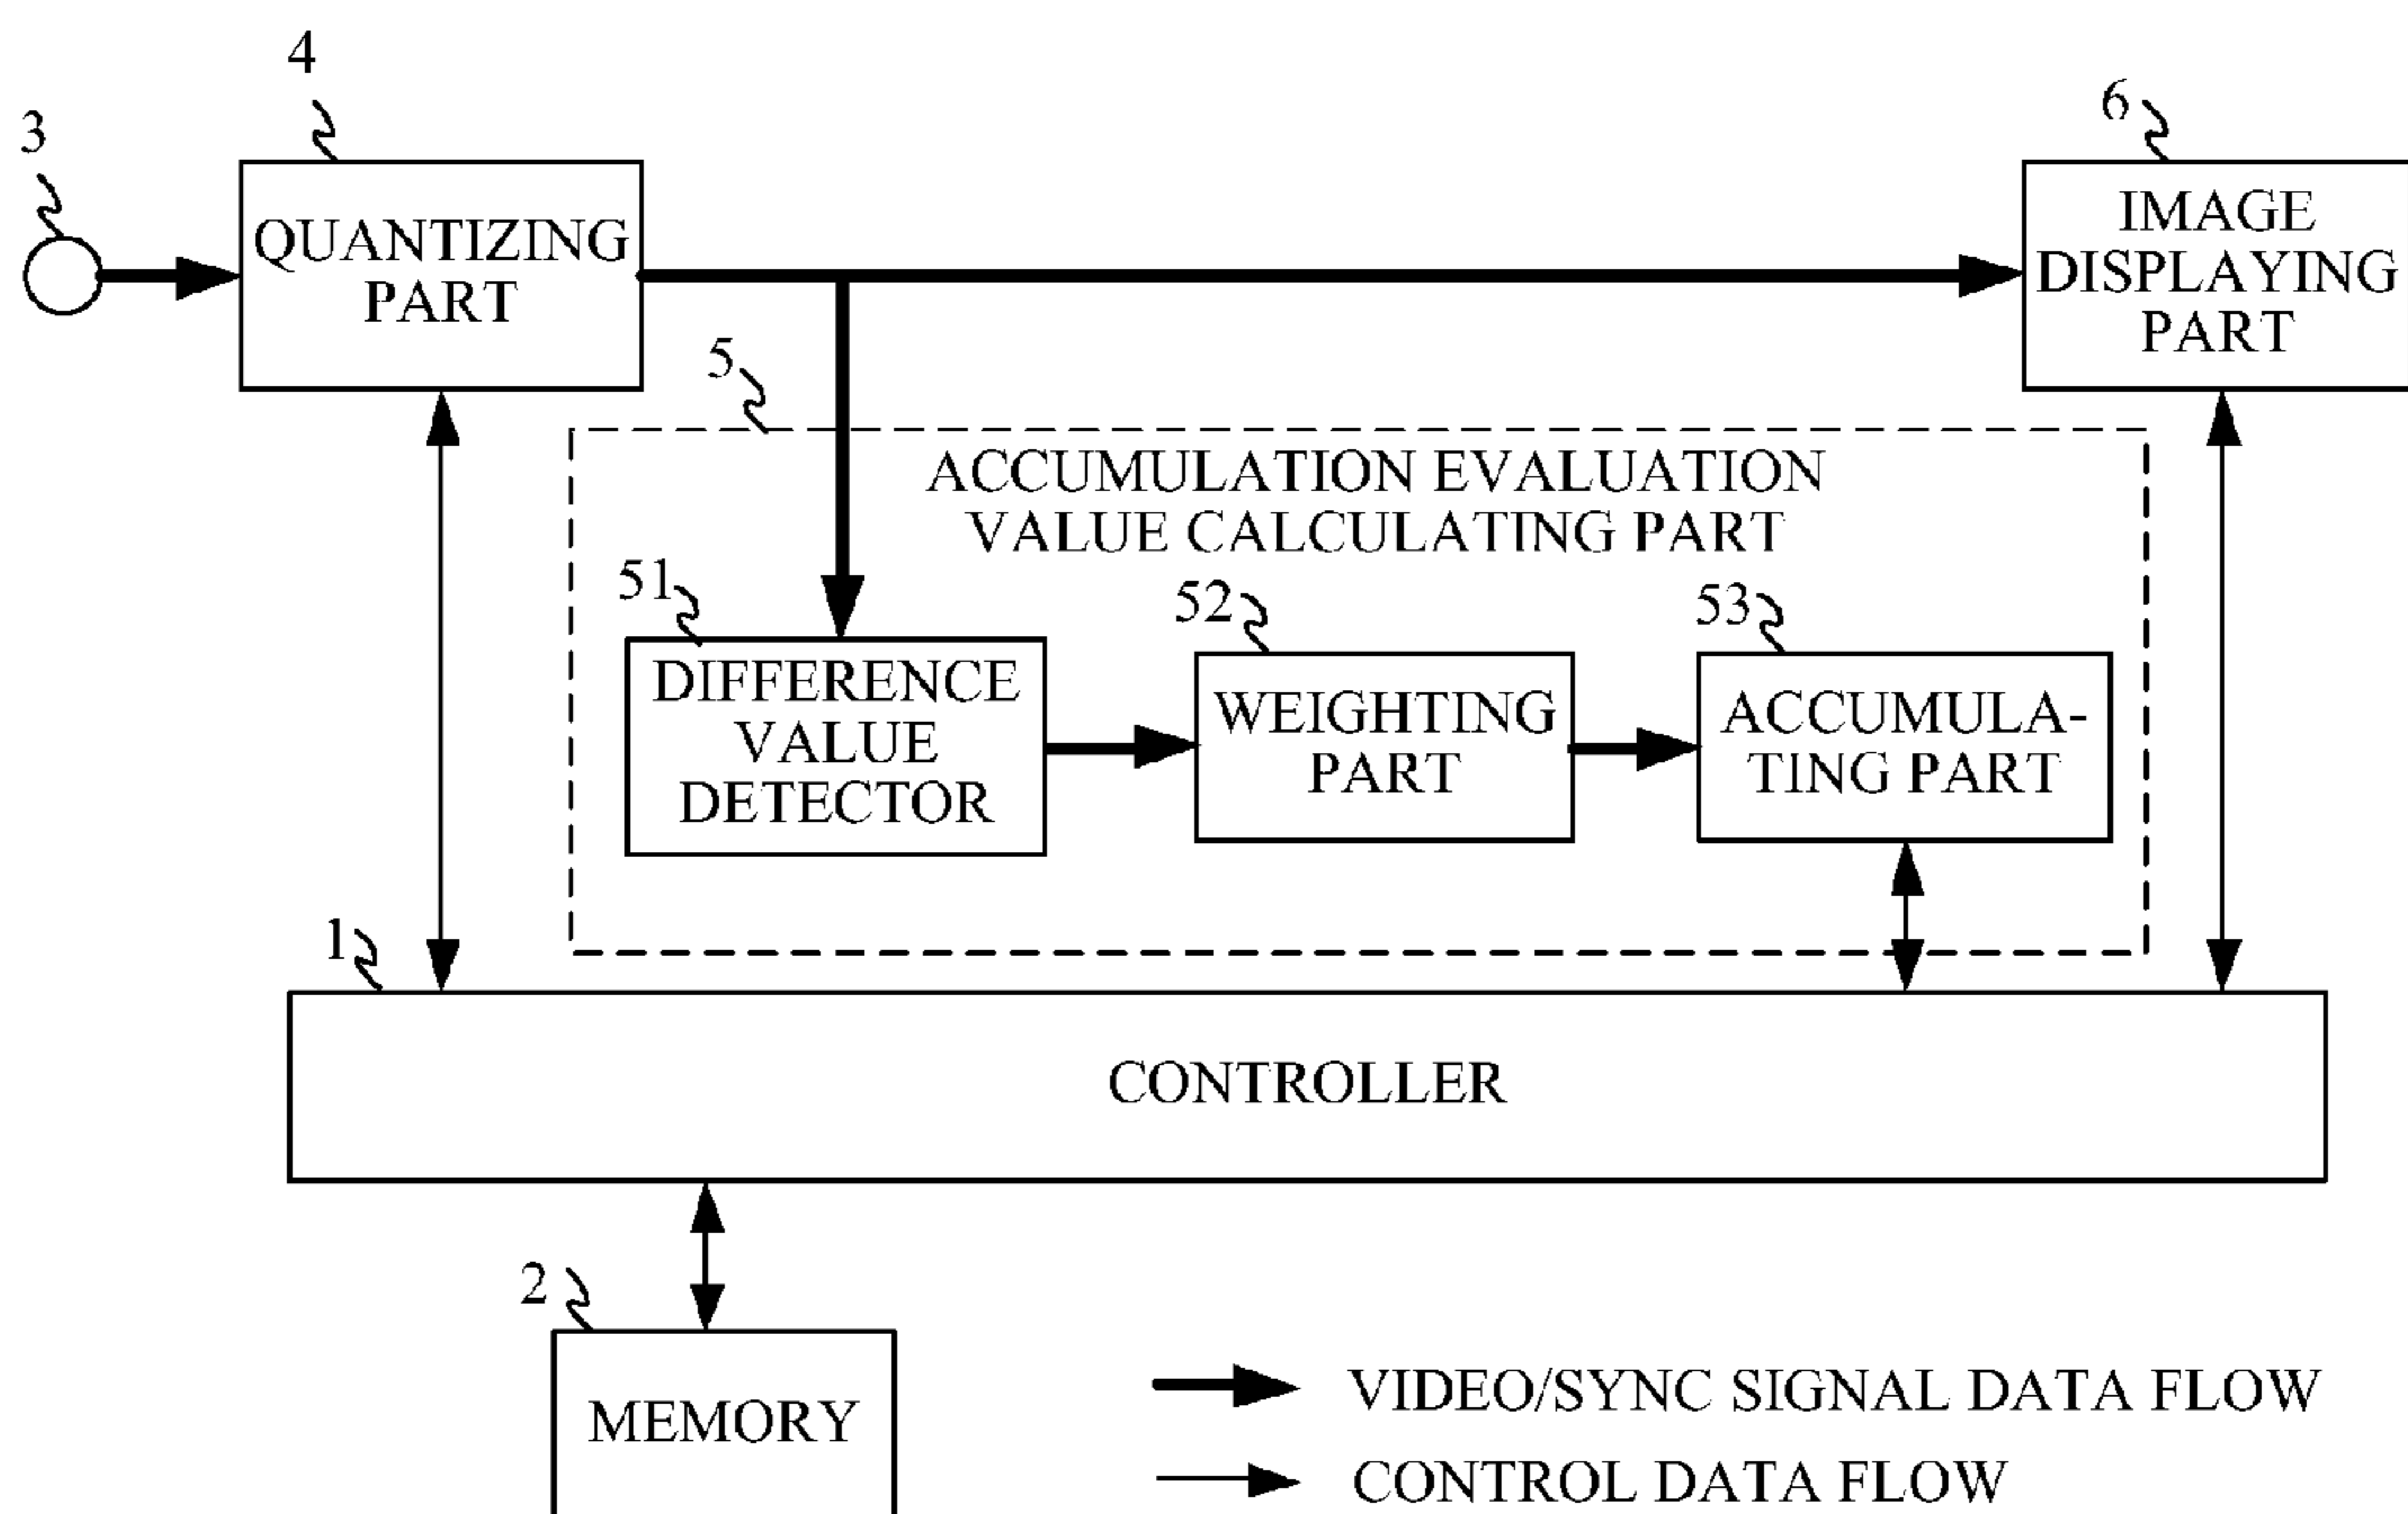 4
6
3
QUANTIZING
PART
IMAGE
DISPLAYING
PART
5
ACCUMULATION EVALUATION
VALUE CALCULATING PART
51
52
53
DIFFERENCE
VALUE
DETECTOR
WEIGHTING
PART
ACCUMULA-
TING PART
1
CONTROLLER
2
MEMORY
VIDEO/SYNC SIGNAL DATA FLOW
CONTROL DATA FLOW